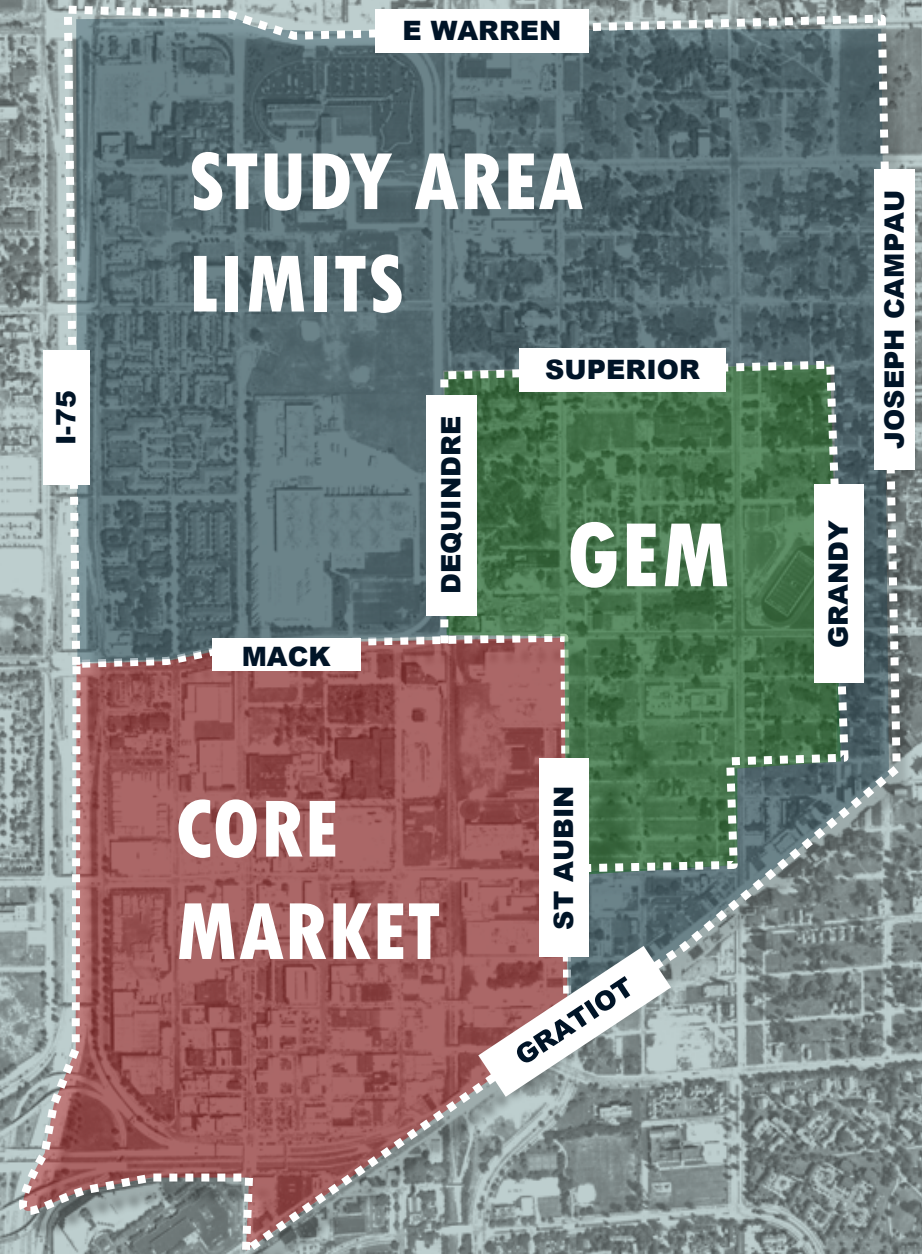 E WARREN
STUDY AREA
LIMITS
JOSEPH CAMPAU
I-75
SUPERIOR
DEQUINDRE
GEM
GRANDY
MACK
CORE
MARKET
ST AUBIN
GRATIOT